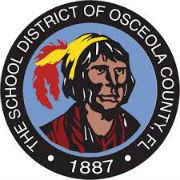 THE SCHOOL DISTRICT OF OSCEOLA COUNTY, FL
• 1887 •